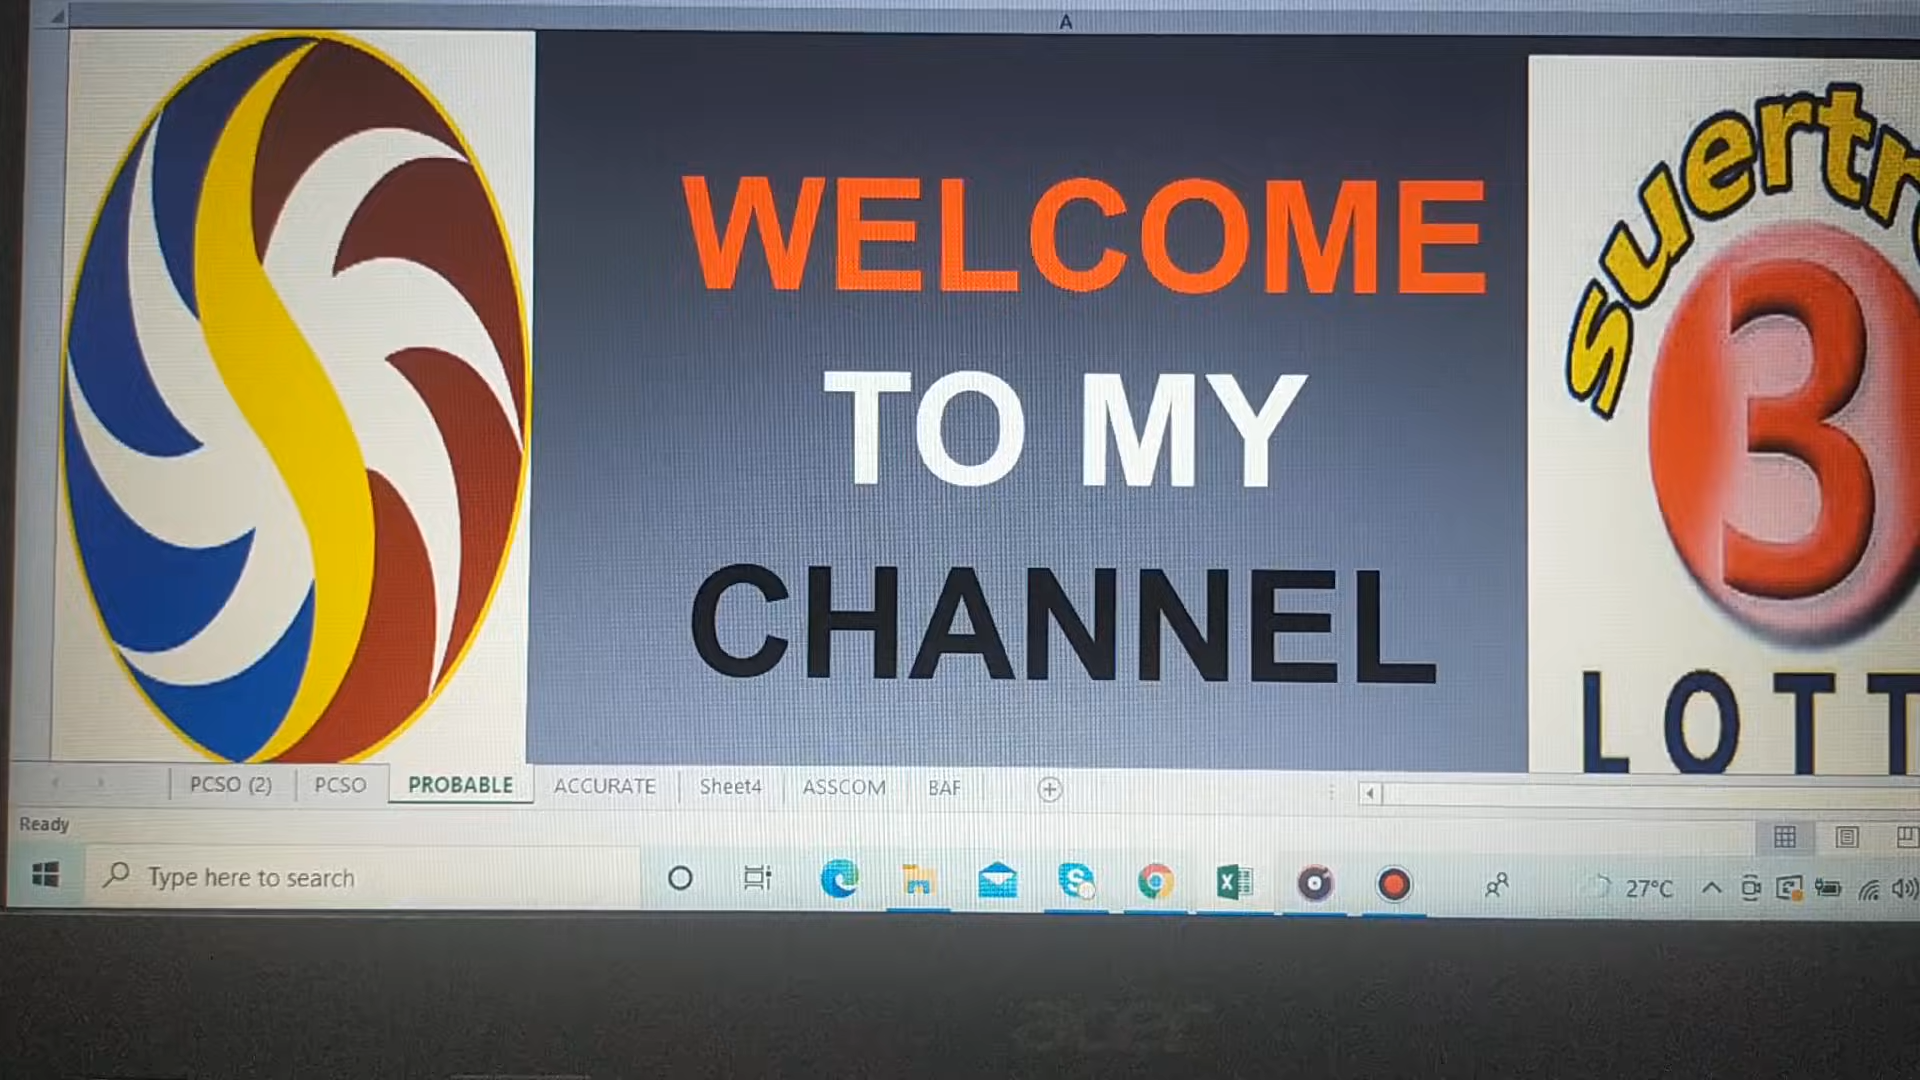 A
WELCOME
TO MY
CHANNEL
suertr
3
LOTT
PCSO (2) PCSO PROBABLE ACCURATE Sheet4 ASSCOM BAF
Ready
Type here to search
27°C
acer